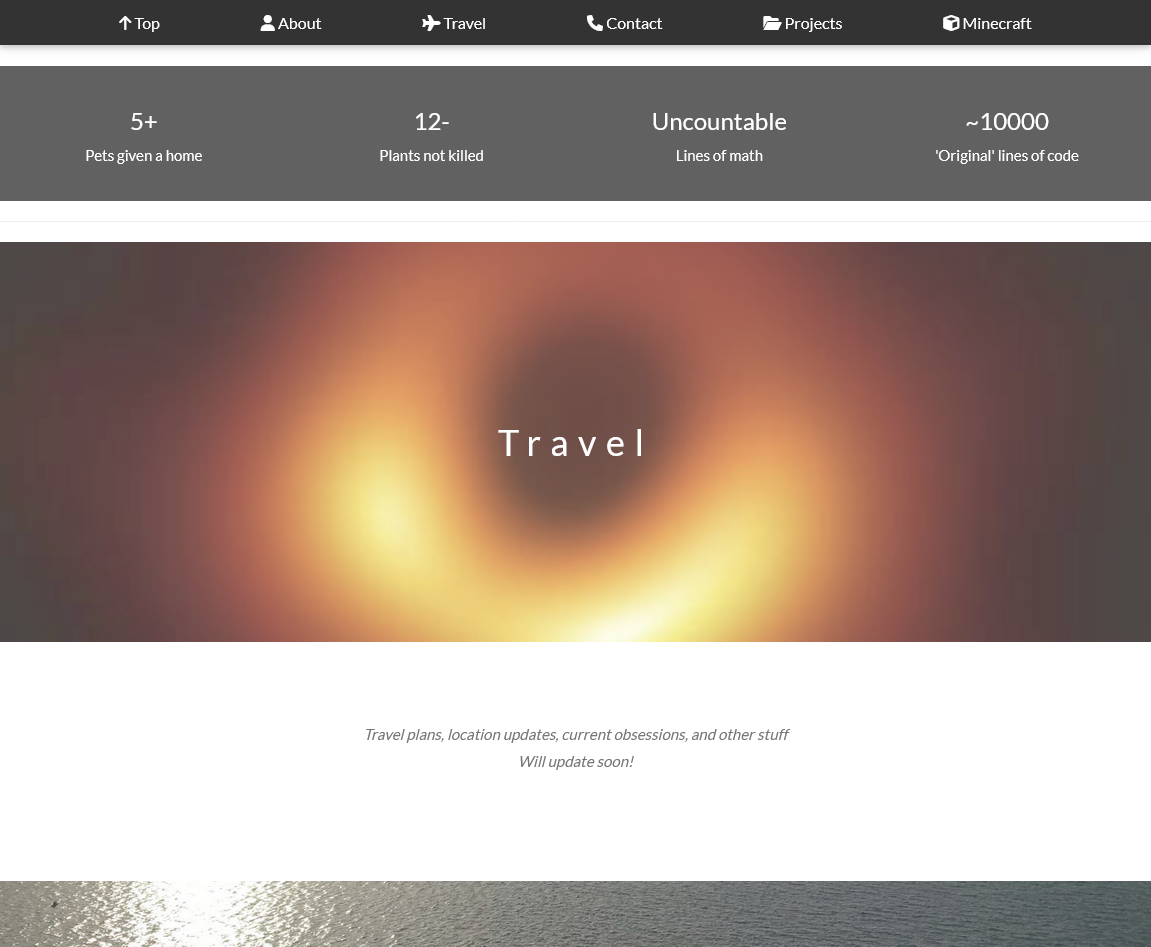 Top About Travel Contact Projects Minecraft
5+ 12- Uncountable ~10000
Pets given a home Plants not killed Lines of math 'Original' lines of code
Travel
Travel plans, location updates, current obsessions, and other stuff
Will update soon!